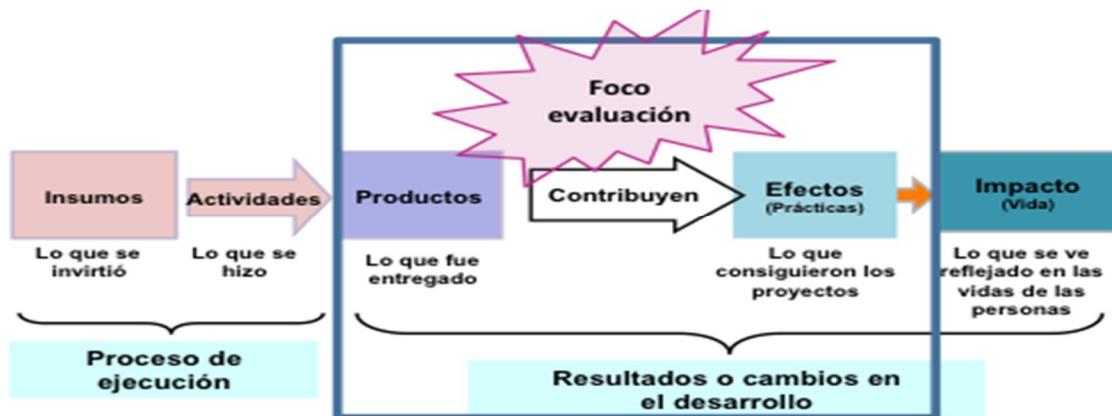 Foco
evaluación
Insumos
Actividades
Productos
Contribuyen
Efectos
(Prácticas)
Impacto
(Vida)
Lo que se
invirtió
Lo que se
hizo
Lo que fue
entregado
Lo que
consiguieron los
proyectos
Lo que se ve
reflejado en las
vidas de las
personas
Proceso de
ejecución
Resultados o cambios en
el desarrollo